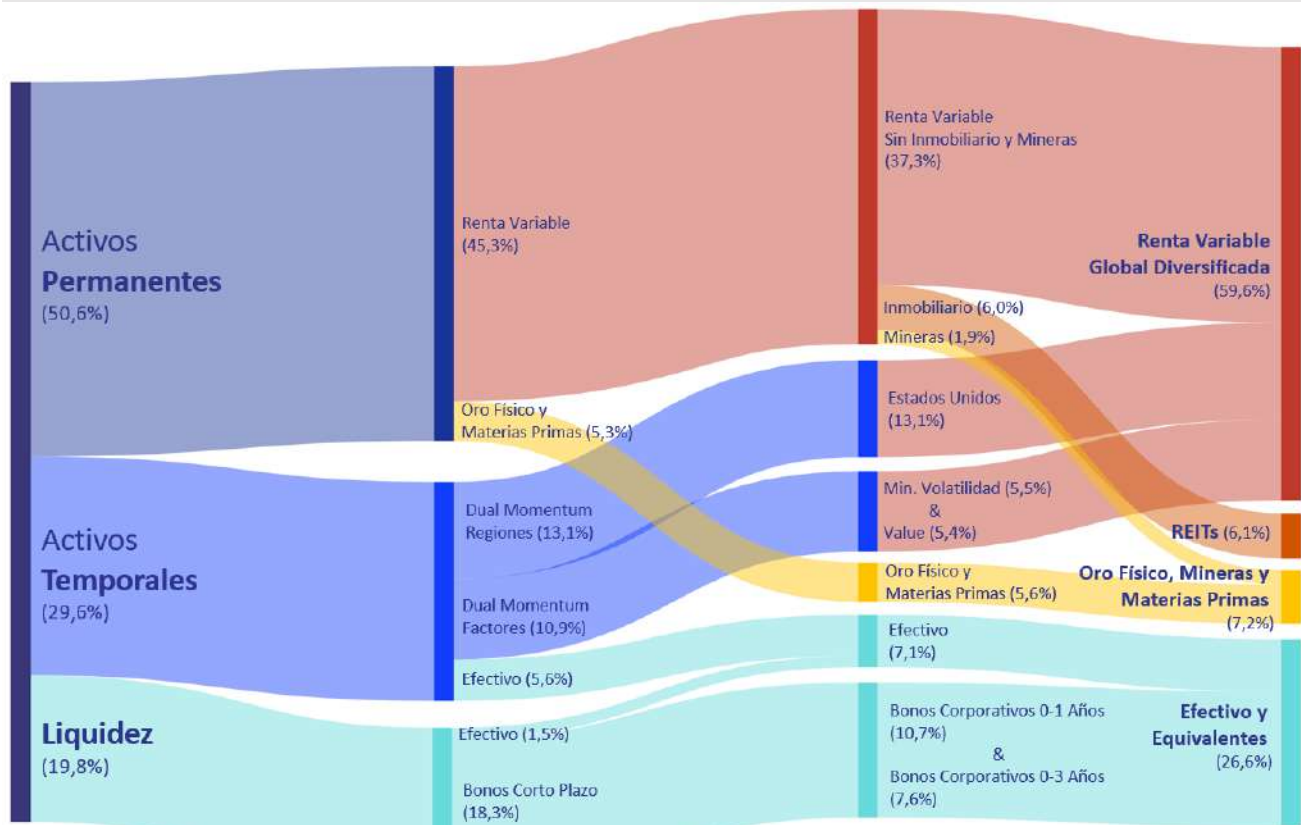 Activos
Permanentes
(50,6%)
Activos
Temporales
(29,6%)
Liquidez
(19,8%)
Renta Variable
(45,3%)
Oro Físico y
Materias Primas (5,3%)
Dual Momentum
Regiones (13,1%)
Dual Momentum
Factores (10,9%)
Efectivo (5,6%)
Efectivo (1,5%)
Bonos Corto Plazo
(18,3%)
Renta Variable
Sin Inmobiliario y Mineras
(37,3%)
Inmobiliario (6,0%)
Mineras (1,9%)
Estados Unidos
(13,1%)
Min. Volatilidad (5,5%)
&
Value (5,4%)
Oro Físico y
Materias Primas (5,6%)
Efectivo
(7,1%)
Bonos Corporativos 0-1 Años
(10,7%)
&
Bonos Corporativos 0-3 Años
(7,6%)
Renta Variable
Global Diversificada
(59,6%)
REITs (6,1%)
Oro Físico, Mineras y
Materias Primas
(7,2%)
Efectivo y
Equivalentes
(26,6%)